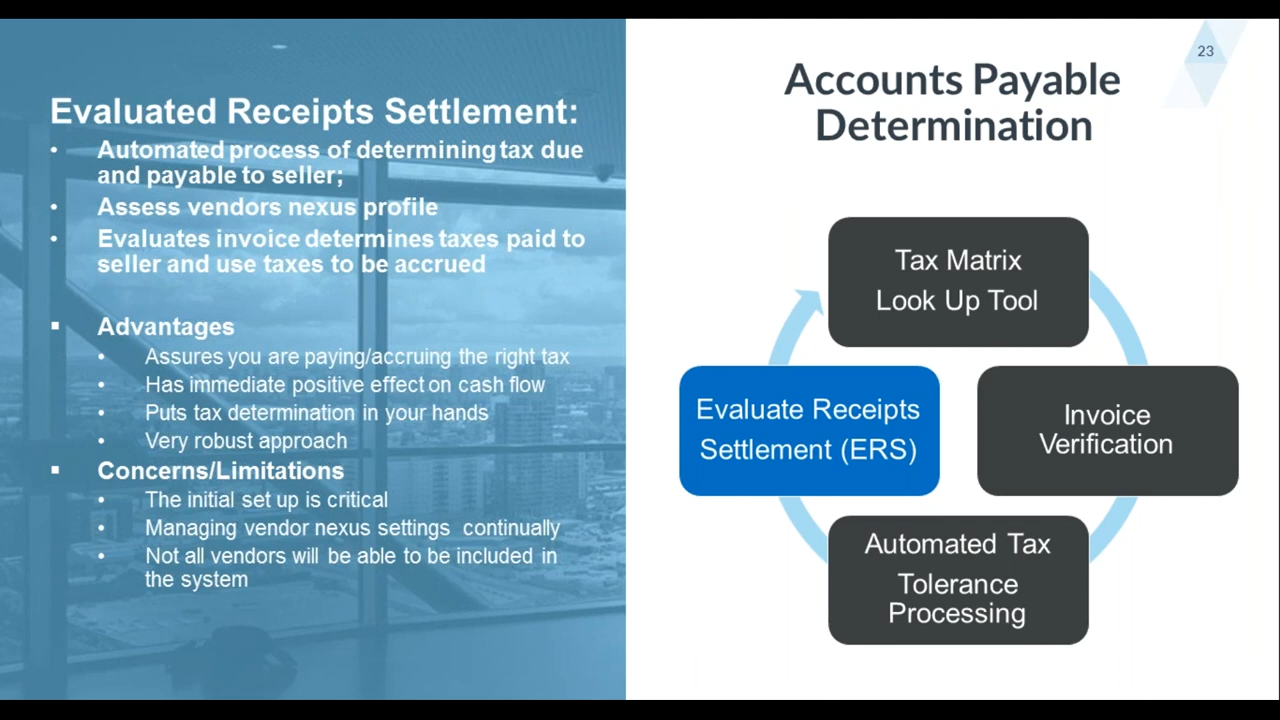 Evaluated Receipts Settlement:
• Automated process of determining tax due
and payable to seller;
• Assess vendors nexus profile
• Evaluates invoice determines taxes paid to
seller and use taxes to be accrued
▪ Advantages
• Assures you are paying/accruing the right tax
• Has immediate positive effect on cash flow
• Puts tax determination in your hands
• Very robust approach
▪ Concerns/Limitations
• The initial set up is critical
• Managing vendor nexus settings continually
• Not all vendors will be able to be included in
the system
23
Accounts Payable
Determination
Tax Matrix
Look Up Tool
Evaluate Receipts
Settlement (ERS)
Invoice
Verification
Automated Tax
Tolerance
Processing